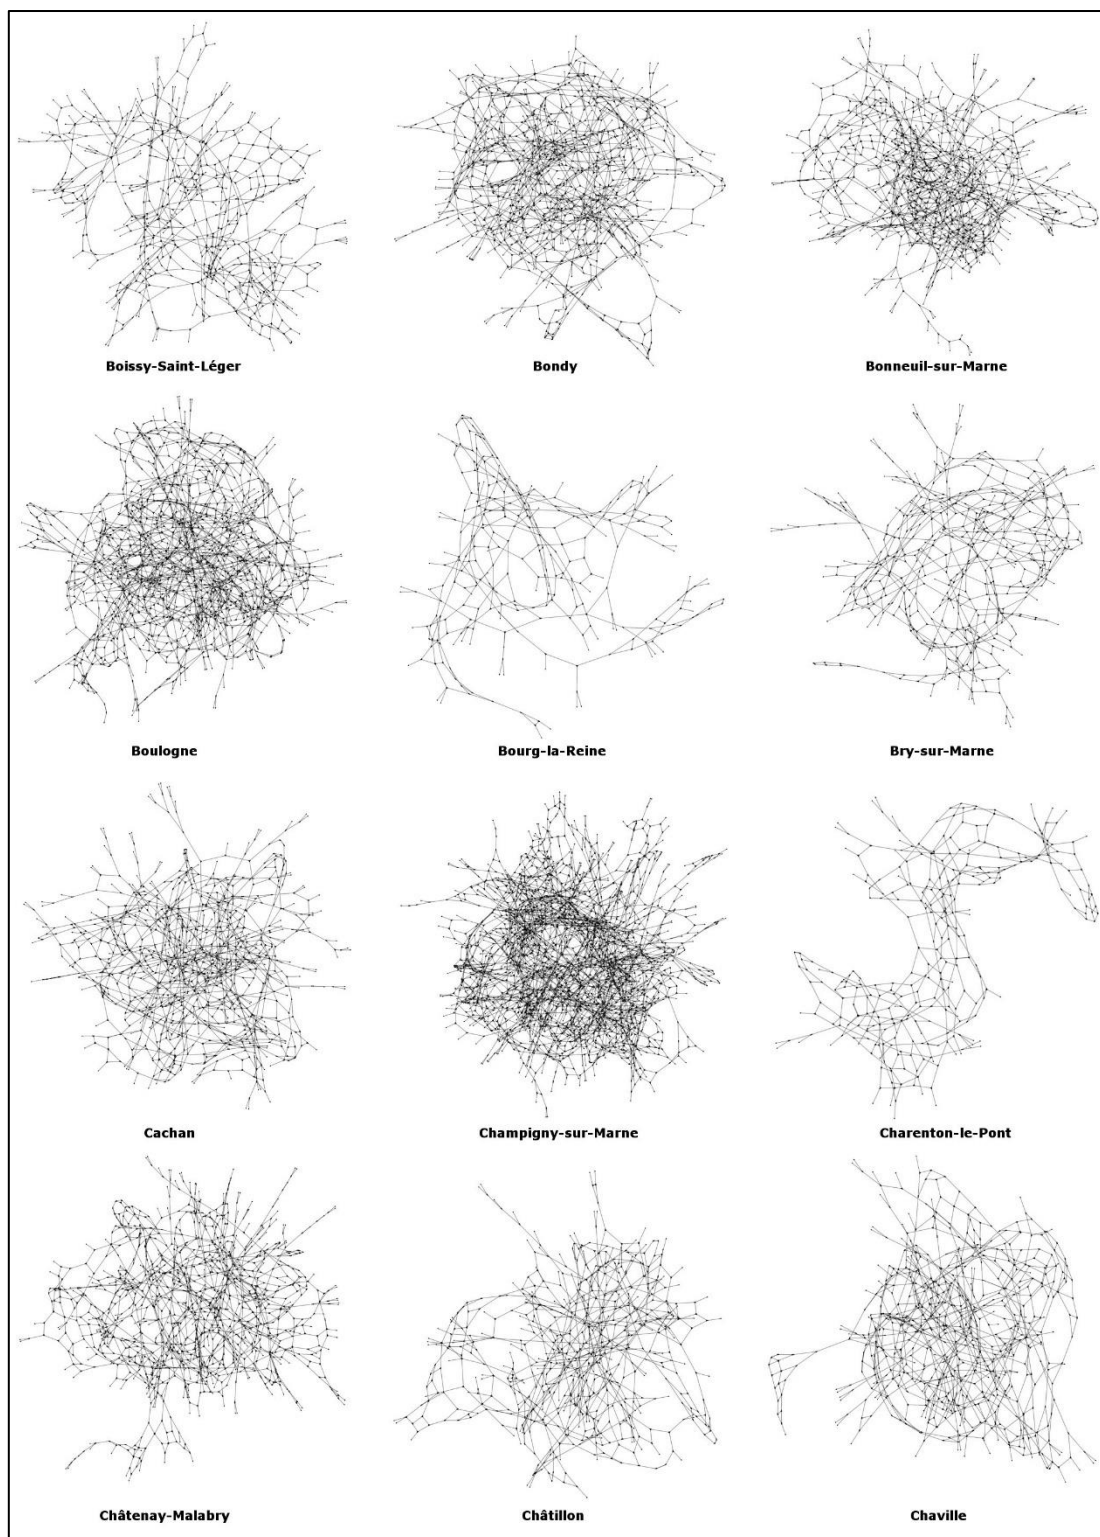 Boissy-Saint-Léger
Bondy
Bonneuil-sur-Marne
Boulogne
Bourg-la-Reine
Bry-sur-Marne
Cachan
Champigny-sur-Marne
Charenton-le-Pont
Châtenay-Malabry
Châtillon
Chaville